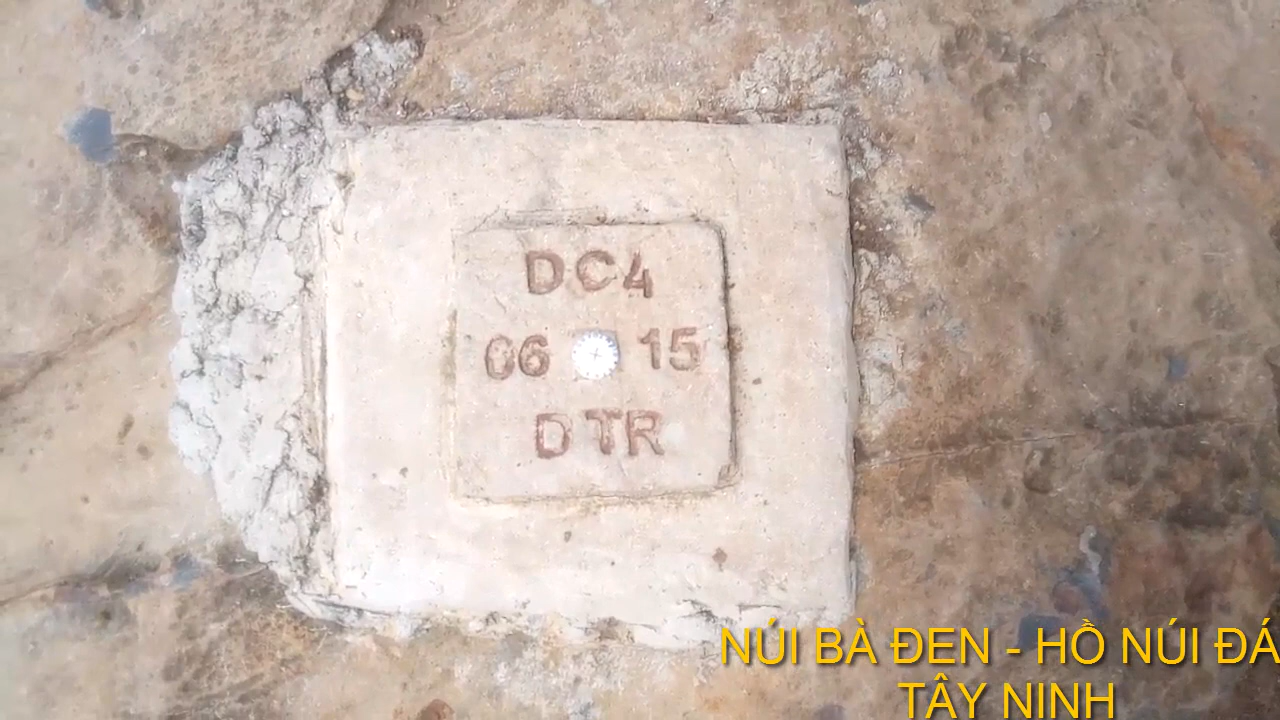 DC4
06 15
DTR
NÚI BÀ ĐEN - HỒ NÚI ĐÁ
TÂY NINH